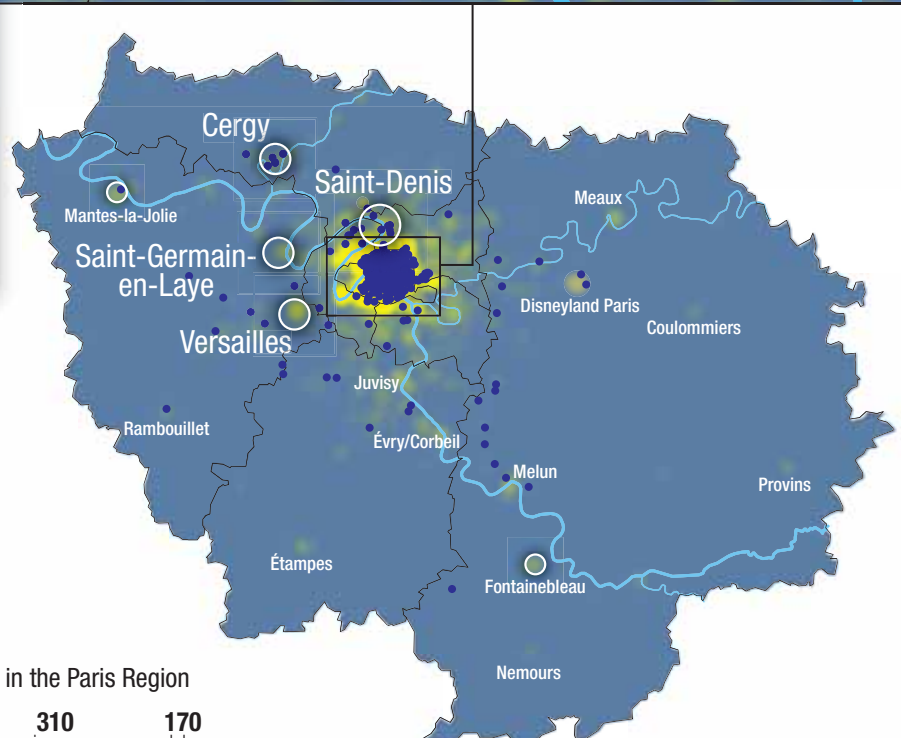 Cergy
Saint-Denis
Mantes-la-Jolie
Meaux
Saint-Germain-
en-Laye
Disneyland Paris
Coulommiers
Versailles
Juvisy
Rambouillet
Évry/Corbeil
Melun
Provins
Étampes
Fontainebleau
Nemours
in the Paris Region
310 170